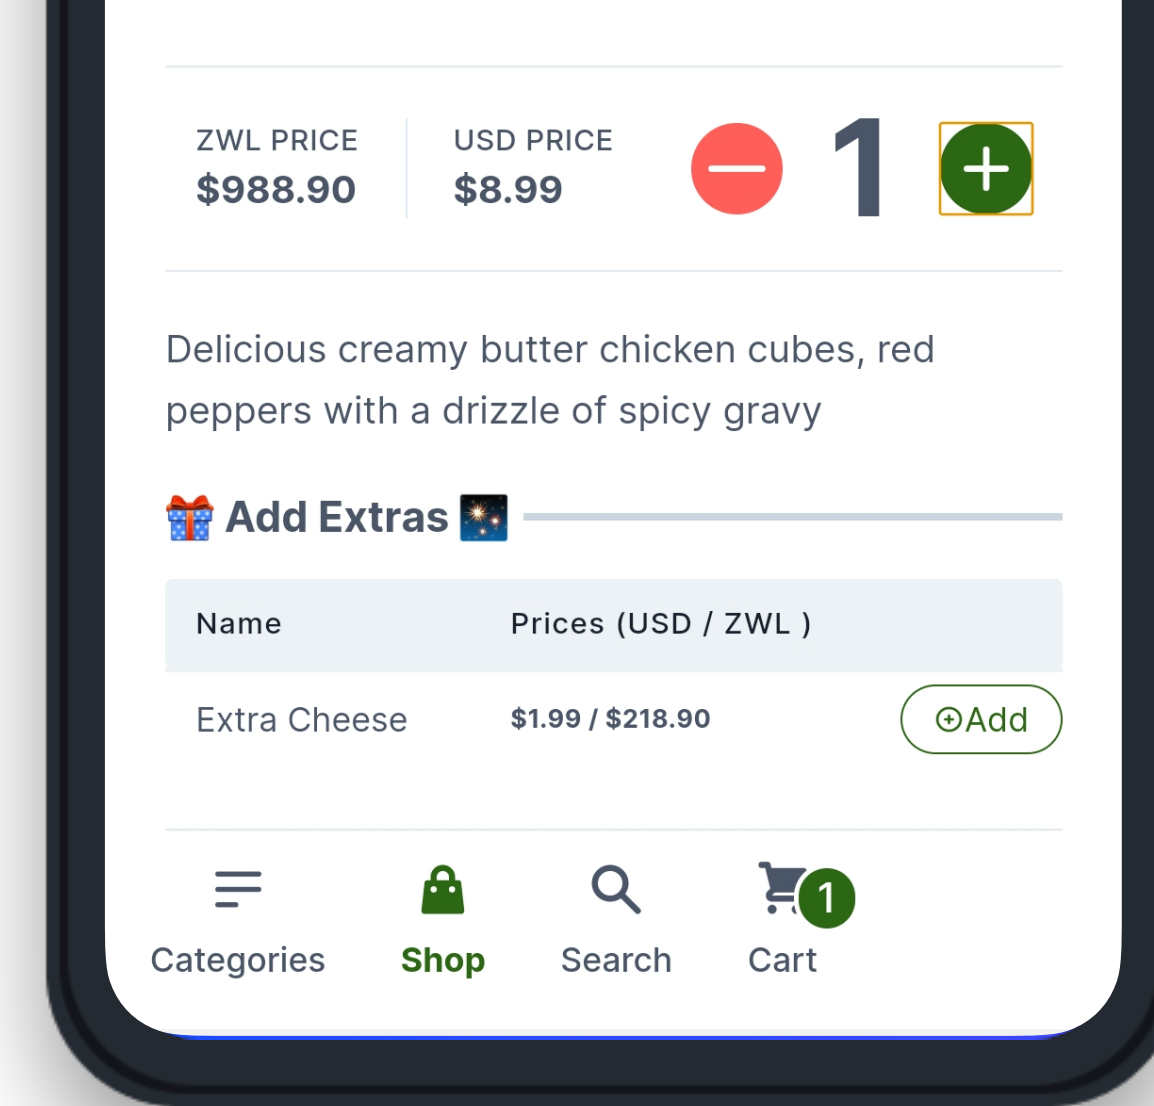 ZWL PRICE
$988.90
USD PRICE
$8.99
1
Delicious creamy butter chicken cubes, red
peppers with a drizzle of spicy gravy
🎁 Add Extras 🎇
Name Prices (USD / ZWL )
Extra Cheese $1.99 / $218.90 Add
1
Categories Shop Search Cart